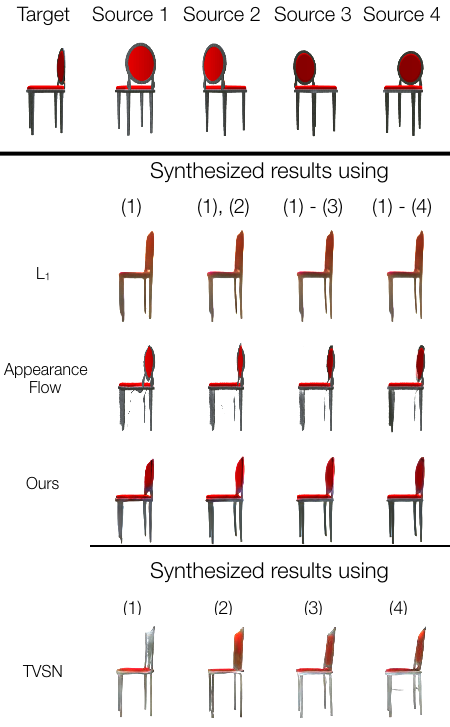 Target Source 1 Source 2 Source 3 Source 4
Synthesized results using
(1) (1), (2) (1) - (3) (1) - (4)
L₁
Appearance
Flow
Ours
Synthesized results using
(1) (2) (3) (4)
TVSN